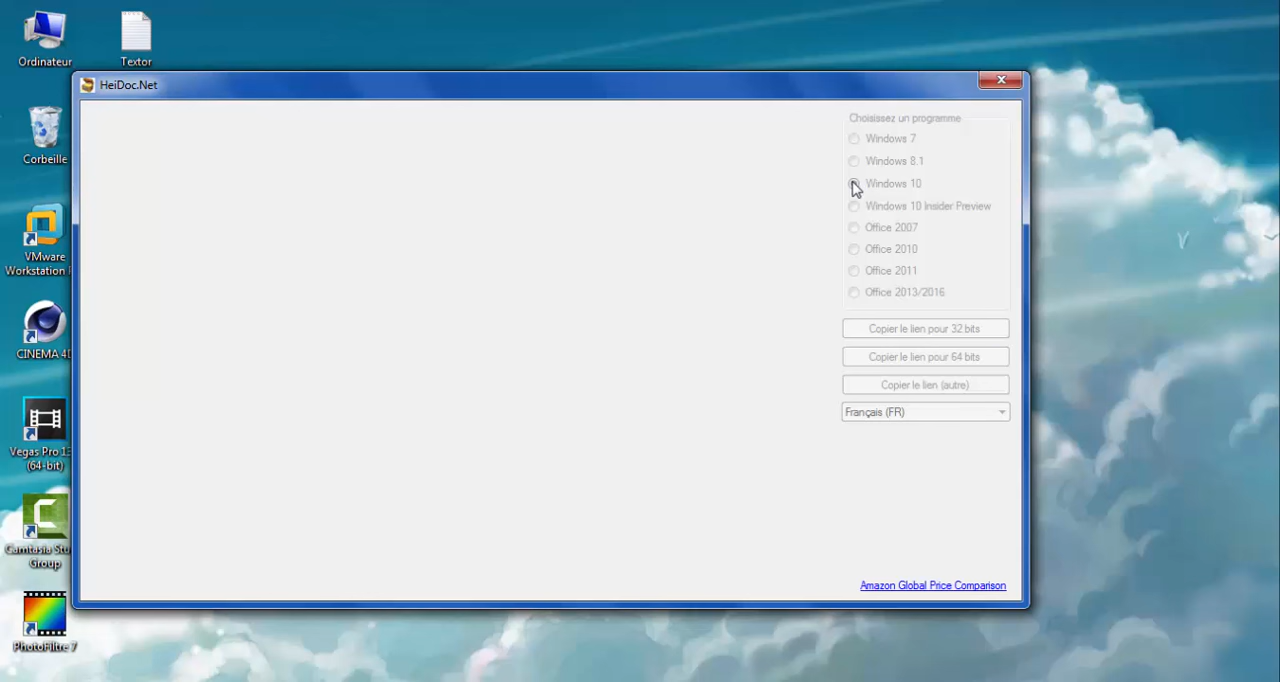 Ordinateur
Textor
HeiDoc.Net
Choisissez un programme
Windows 7
Windows 8.1
Windows 10
Windows 10 Insider Preview
Office 2007
Office 2010
Office 2011
Office 2013/2016
Copier le lien pour 32 bits
Copier le lien pour 64 bits
Copier le lien (autre)
Français (FR)
Amazon Global Price Comparison
Corbeille
VMware
Workstation
CINEMA 4D
Vegas Pro 13
(64-bit)
Camtasia Stu
Group
PhotoFiltre 7